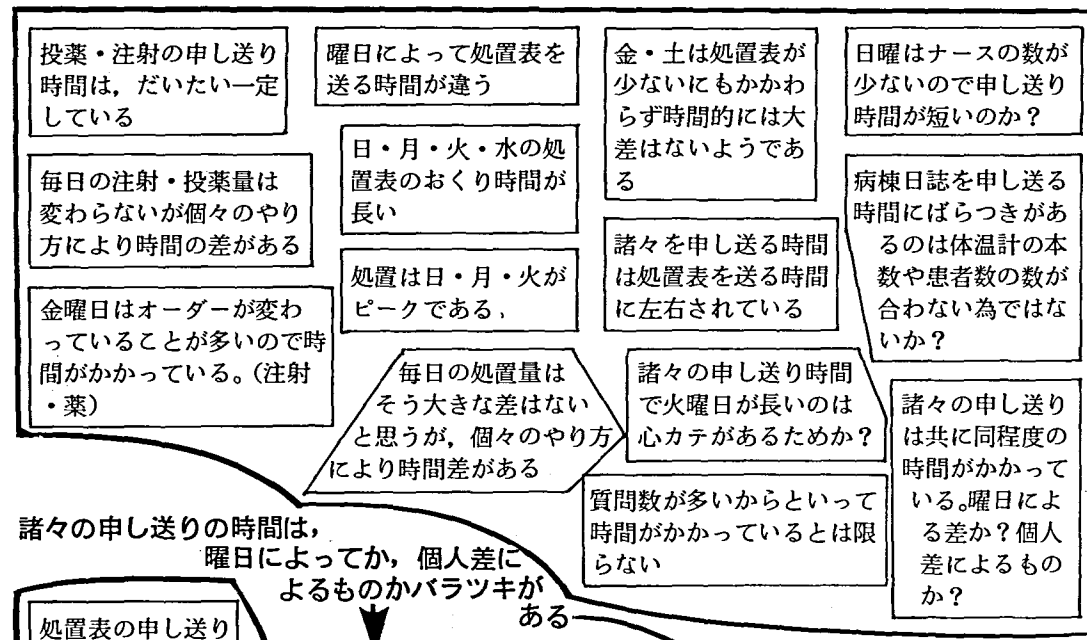 投薬・注射の申し送り
時間は，だいたい一定
している
曜日によって処置表を
送る時間が違う
金・土は処置表が
少ないにもかかわ
らず時間的には大
差はないようであ
る
日曜はナースの数が
少ないので申し送り
時間が短いのか？
毎日の注射・投薬量は
変わらないが個々のやり
方により時間の差がある
日・月・火・水の処
置表のおくり時間が
長い
諸々を申し送る時間
は処置表を送る時間
に左右されている
病棟日誌を申し送る
時間にばらつきがあ
るのは体温計の本
数や患者数の数が
合わない為ではな
いか？
処置は日・月・火が
ピークである，
金曜日はオーダーが変わ
っていることが多いので時
間がかかっている。（注射
・薬）
毎日の処置量は
そう大きな差はない
と思うが，個々のやり方
により時間差がある
諸々の申し送り時間
で火曜日が長いのは
心カテがあるためか？
諸々の申し送り
は共に同程度の
時間がかかって
いる。曜日によ
る差か？個人
差によるもの
か？
質問数が多いからといって
時間がかかっているとは限
らない
諸々の申し送りの時間は，
曜日によってか，個人差に
よるものかバラツキが
ある
処置表の申し送り